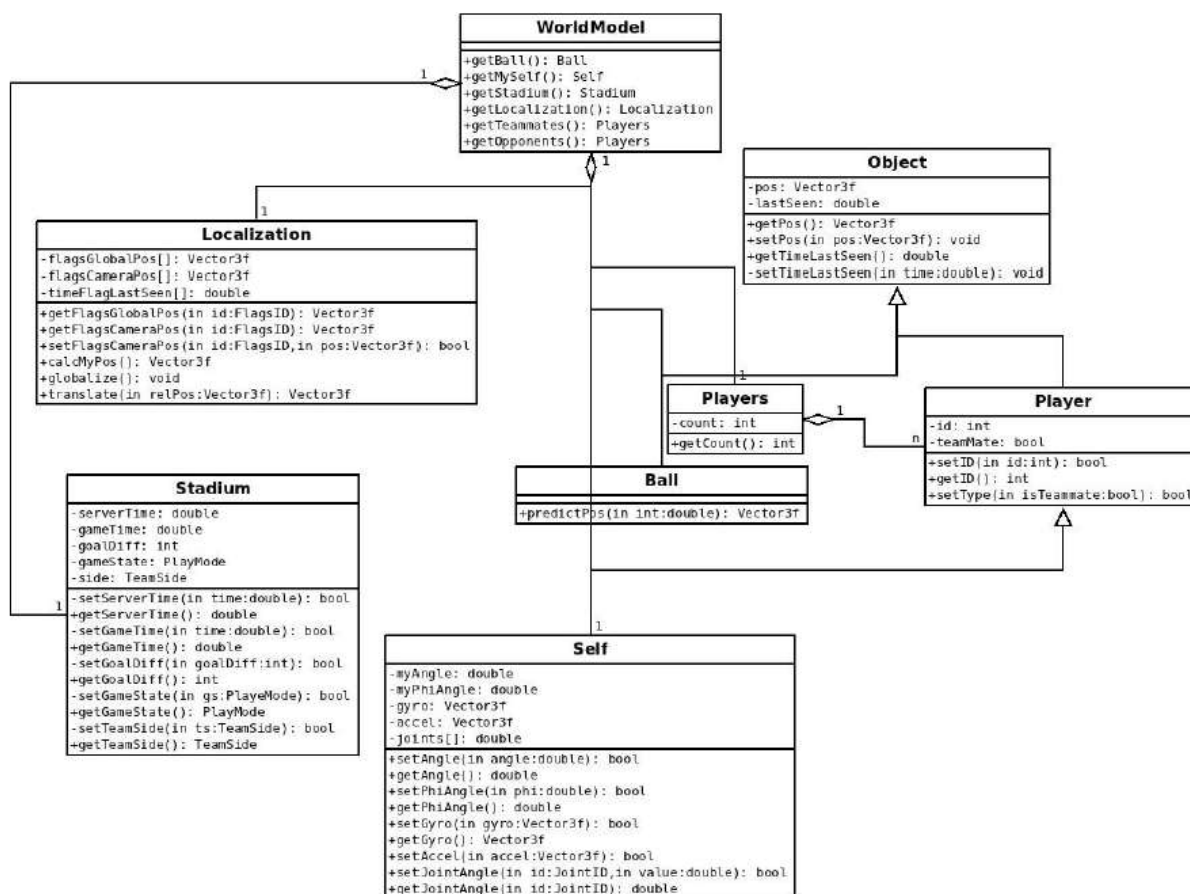 WorldModel
+getBall(): Ball
+getMySelf(): Self
+getStadium(): Stadium
+getLocalization(): Localization
+getTeammates(): Players
+getOpponents(): Players
1
1
Object
-pos: Vector3f
-lastSeen: double
+getPos(): Vector3f
+setPos(in pos:Vector3f): void
+getTimeLastSeen(): double
-setTimeLastSeen(in time:double): void
1
Localization
-flagsGlobalPos[]: Vector3f
-flagsCameraPos[]: Vector3f
-timeFlagLastSeen[]: double
+getFlagsGlobalPos(in id:FlagsID): Vector3f
+getFlagsCameraPos(in id:FlagsID): Vector3f
+setFlagsCameraPos(in id:FlagsID,in pos:Vector3f): bool
+calcMyPos(): Vector3f
+globalize(): void
+translate(in relPos:Vector3f): Vector3f
1
Players
-count: int
+getCount(): int
1
n
Player
-id: int
-teamMate: bool
+setID(in id:int): bool
+getID(): int
+setType(in isTeammate:bool): bool
Ball
+predictPos(in int:double): Vector3f
Stadium
-serverTime: double
-gameTime: double
-goalDiff: int
-gameState: PlayMode
-side: TeamSide
-setServerTime(in time:double): bool
+getServerTime(): double
-setGameTime(in time:double): bool
+getGameTime(): double
-setGoalDiff(in goalDiff:int): bool
+getGoalDiff(): int
-setGameState(in gs:PlayeMode): bool
+getGameState(): PlayMode
-setTeamSide(in ts:TeamSide): bool
+getTeamSide(): TeamSide
1
1
Self
-myAngle: double
-myPhiAngle: double
-gyro: Vector3f
-accel: Vector3f
-joints[]: double
+setAngle(in angle:double): bool
+getAngle(): double
+setPhiAngle(in phi:double): bool
+getPhiAngle(): double
+setGyro(in gyro:Vector3f): bool
+getGyro(): Vector3f
+setAccel(in accel:Vector3f): bool
+setJointAngle(in id:JointID,in value:double): bool
+getJointAngle(in id:JointID): double